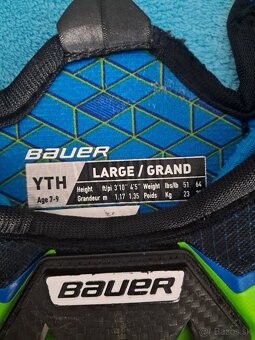 BAUER
YTH
Age 7-9
LARGE / GRAND
Height ft/pi 3'10" 4'5" Weight lbs/lb 51 64
Grandeur m 1,17 1,35 Poids Kg 23
BAUER